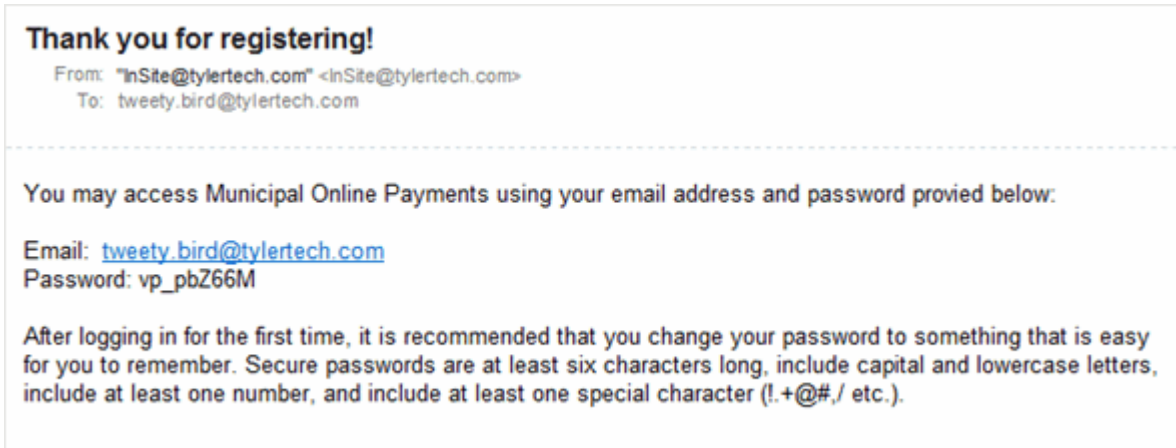 Thank you for registering!
From: "InSite@tylertech.com" <InSite@tylertech.com>
To: tweety.bird@tylertech.com
You may access Municipal Online Payments using your email address and password provied below:
Email: tweety.bird@tylertech.com
Password: vp_pbZ66M
After logging in for the first time, it is recommended that you change your password to something that is easy
for you to remember. Secure passwords are at least six characters long, include capital and lowercase letters,
include at least one number, and include at least one special character (!.+@#,/ etc.).